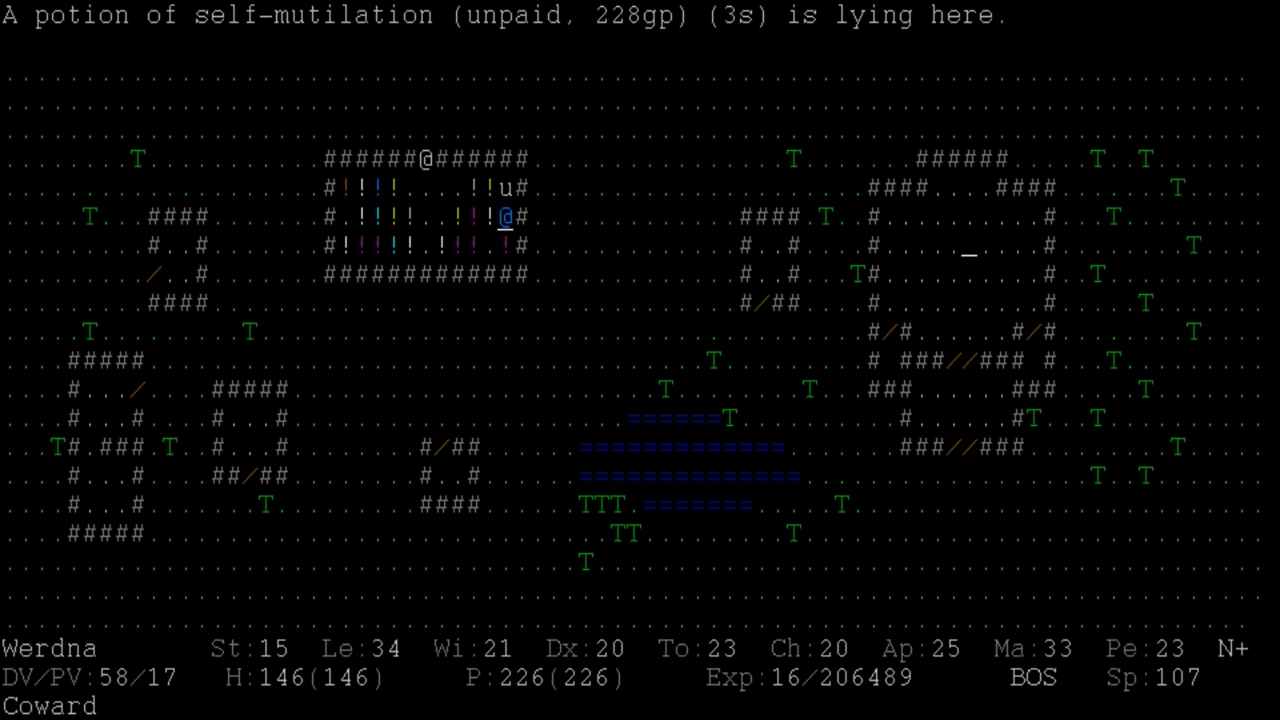 A potion of self-mutilation (unpaid, 228gp) (3s) is lying here.
Werdna St:15 Le:34 Wi:21 Dx:20 To:23 Ch:20 Ap:25 Ma:33 Pe:23 N+
DV/PV:58/17 H:146(146) P:226(226) Exp:16/206489 BOS Sp:107
Coward